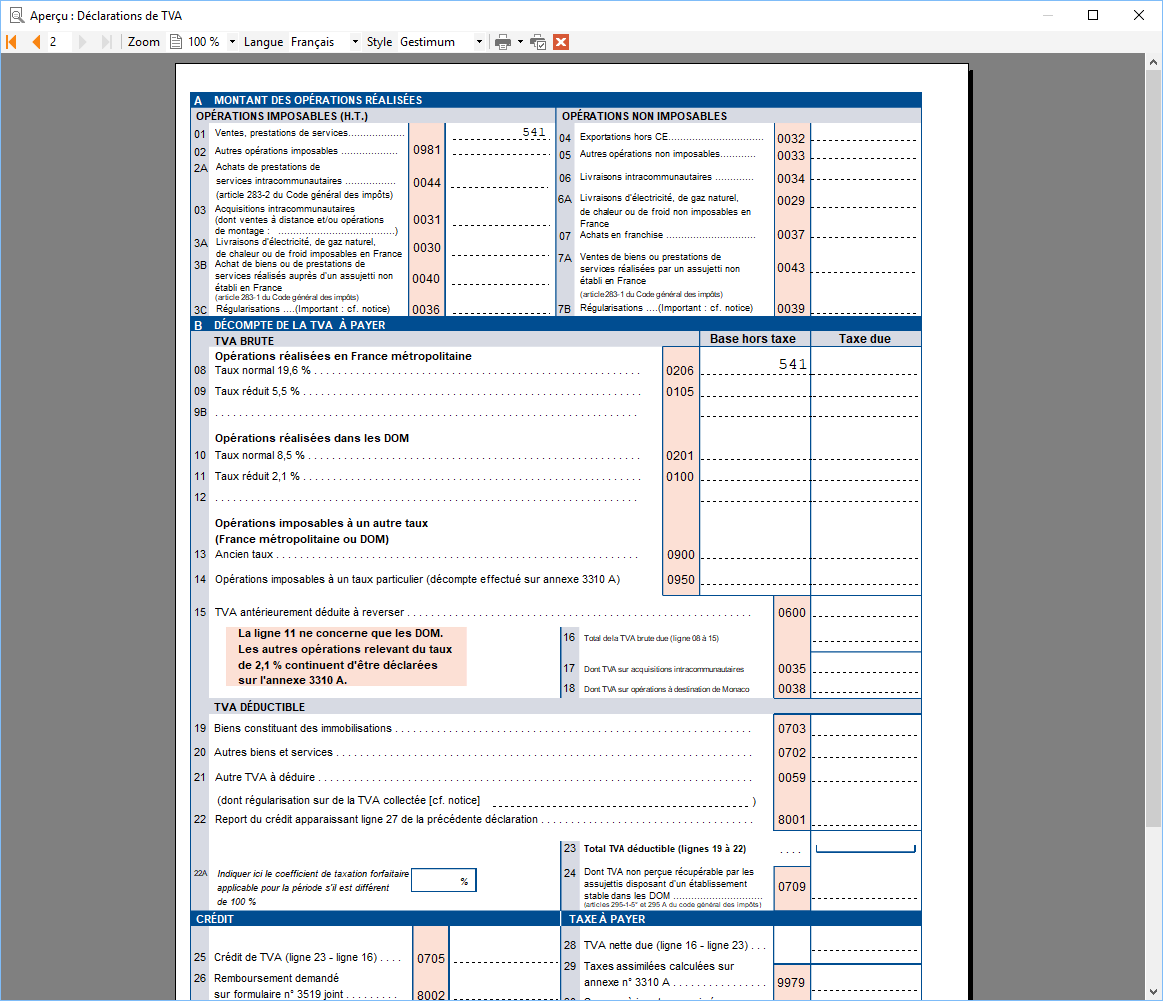 Aperçu : Déclarations de TVA
2 Zoom 100 % Langue Français Style Gestimum
A MONTANT DES OPÉRATIONS RÉALISÉES
OPÉRATIONS IMPOSABLES (H.T.)
01 Ventes, prestations de services................... 541
02 Autres opérations imposables ................... 0981
2A Achats de prestations de
services intracommunautaires ................. 0044
(article 283-2 du Code général des impôts)
03 Acquisitions intracommunautaires
(dont ventes à distance et/ou opérations 0031
de montage : .......................................)
3A Livraisons d'électricité, de gaz naturel, 0030
de chaleur ou de froid imposables en France
3B Achat de biens ou de prestations de
services réalisés auprès d'un assujetti non 0040
établi en France
(article 283-1 du Code général des impôts)
3C Régularisations ....(Important : cf. notice) 0036
OPÉRATIONS NON IMPOSABLES
04 Exportations hors CE................................ 0032
05 Autres opérations non imposables............ 0033
06 Livraisons intracommunautaires ............. 0034
6A Livraisons d'électricité, de gaz naturel, 0029
de chaleur ou de froid non imposables en
France
07 Achats en franchise .............................. 0037
7A Ventes de biens ou prestations de
services réalisées par un assujetti non 0043
établi en France
(article 283-1 du Code général des impôts)
7B Régularisations ....(Important : cf. notice) 0039
B DÉCOMPTE DE LA TVA À PAYER
TVA BRUTE Base hors taxe Taxe due
Opérations réalisées en France métropolitaine
08 Taux normal 19,6 % . . . . . . . . . . 0206 541
09 Taux réduit 5,5 % . . . . . . . . . . 0105
9B . . . . . . . . . .
Opérations réalisées dans les DOM
10 Taux normal 8,5 % . . . . . . . . . . 0201
11 Taux réduit 2,1 % . . . . . . . . . . 0100
12 . . . . . . . . . .
Opérations imposables à un autre taux
(France métropolitaine ou DOM)
13 Ancien taux . . . . . . . . . . 0900
14 Opérations imposables à un taux particulier (décompte effectué sur annexe 3310 A) 0950
15 TVA antérieurement déduite à reverser . . . . . . . . . . 0600
La ligne 11 ne concerne que les DOM.
Les autres opérations relevant du taux
de 2,1 % continuent d'être déclarées
sur l'annexe 3310 A.
16 Total de la TVA brute due (ligne 08 à 15)
17 Dont TVA sur acquisitions intracommunautaires 0035
18 Dont TVA sur opérations à destination de Monaco 0038
TVA DÉDUCTIBLE
19 Biens constituant des immobilisations . . . . . . . . . . 0703
20 Autres biens et services . . . . . . . . . . 0702
21 Autre TVA à déduire . . . . . . . . . . 0059
(dont régularisation sur de la TVA collectée [cf. notice] )
22 Report du crédit apparaissant ligne 27 de la précédente déclaration . . . . . . . . . . 8001
23 Total TVA déductible (lignes 19 à 22) . . . .
22A Indiquer ici le coefficient de taxation forfaitaire
applicable pour la période s'il est différent %
de 100 %
24 Dont TVA non perçue récupérable par les
assujettis disposant d'un établissement 0709
stable dans les DOM ...............................
(articles 295-1-5° et 295 A du code général des impôts)
CRÉDIT
25 Crédit de TVA (ligne 23 - ligne 16) . . . . 0705
26 Remboursement demandé
sur formulaire n° 3519 joint . . . . . . . . . 8002
TAXE À PAYER
28 TVA nette due (ligne 16 - ligne 23) . . .
29 Taxes assimilées calculées sur
annexe n° 3310 A . . . . . . . . . . . . 9979